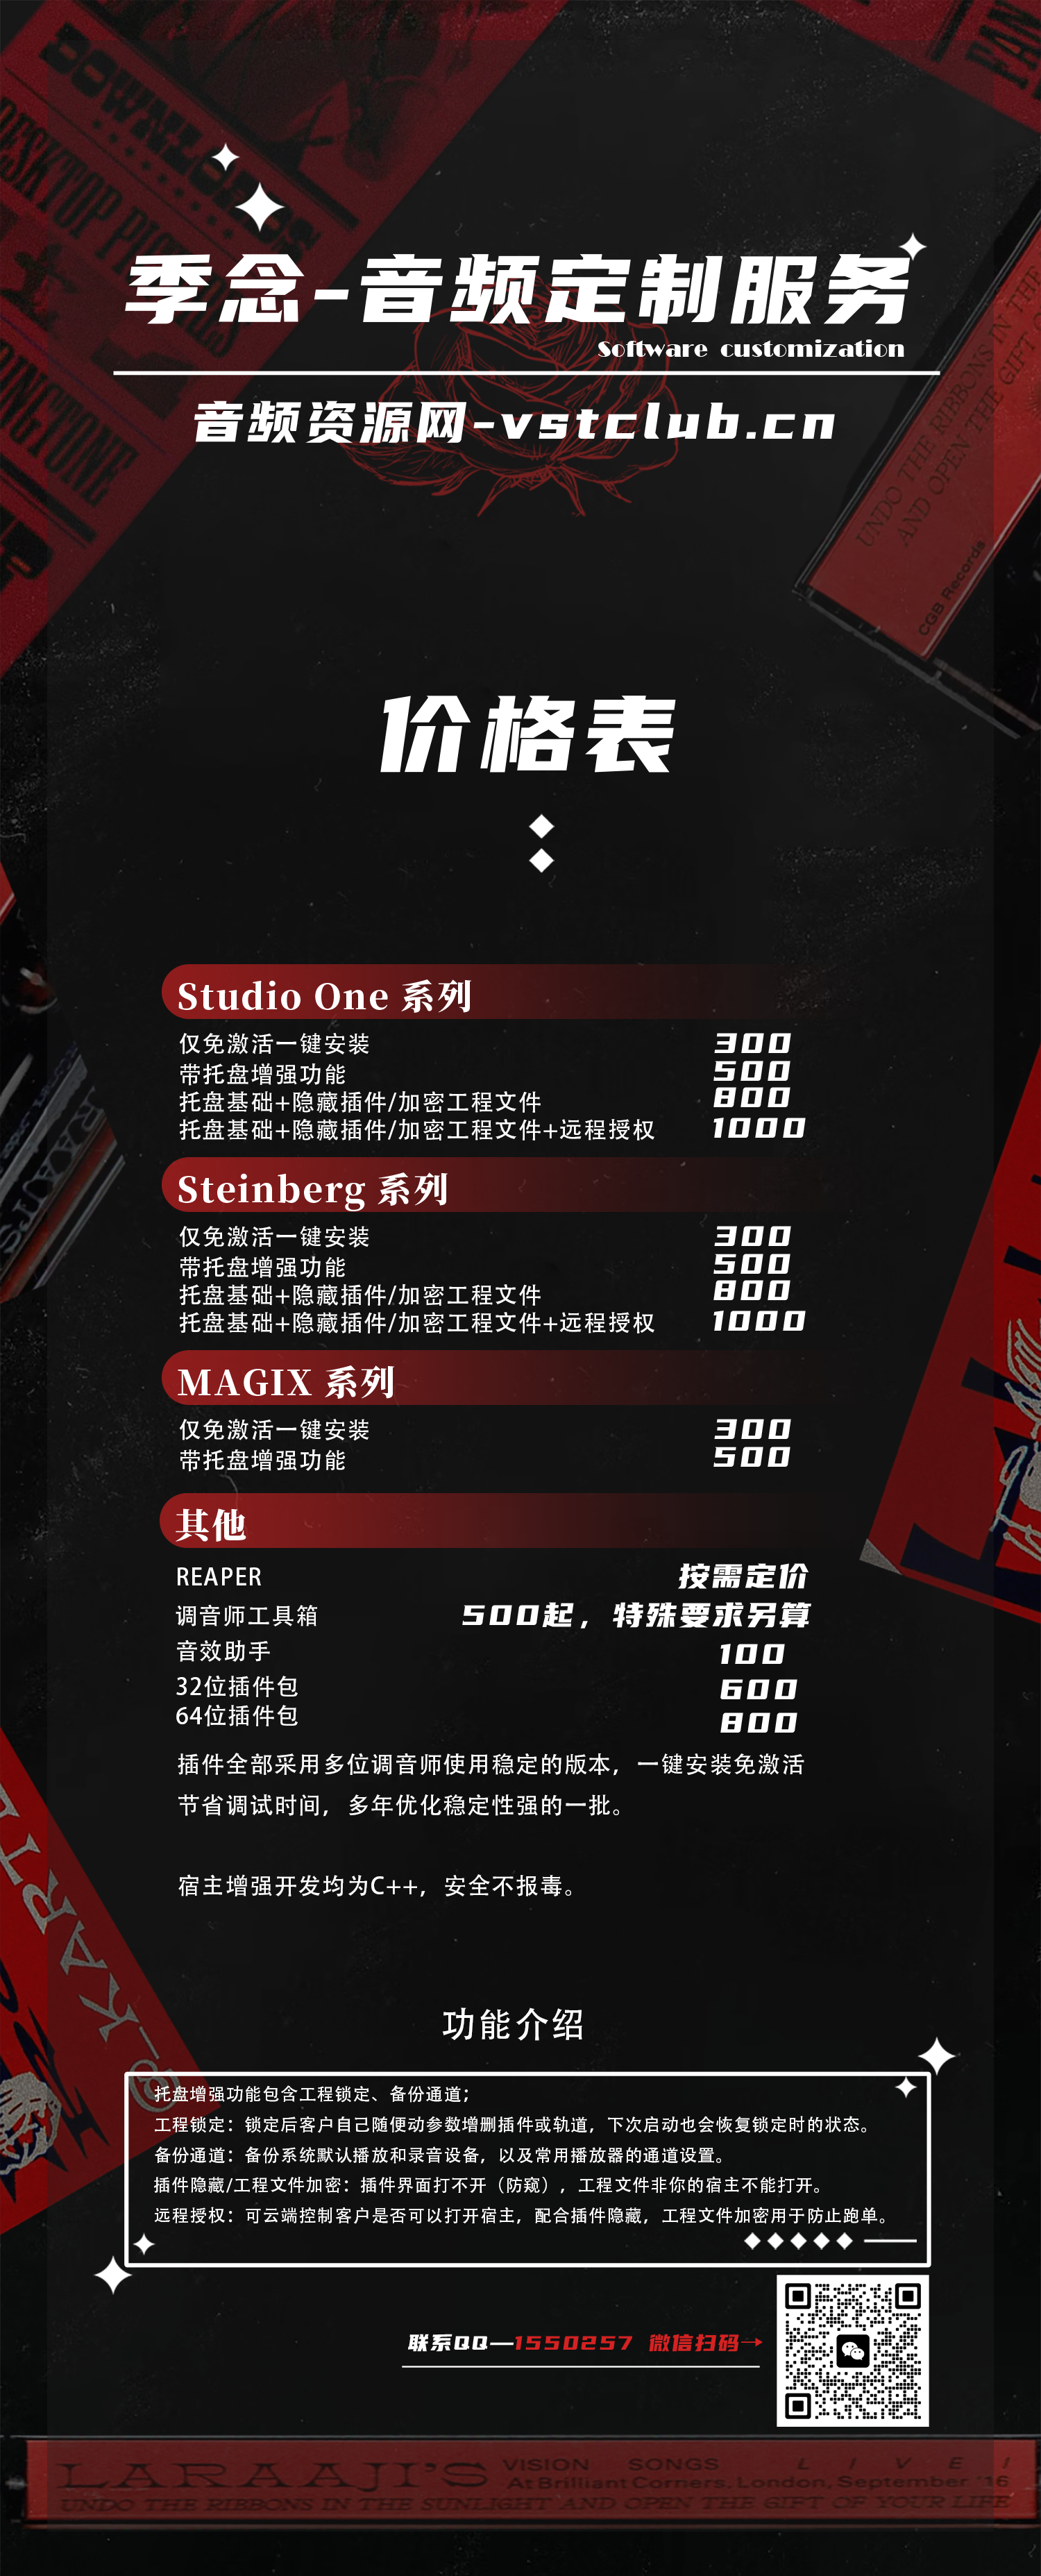 DOWNLOADS!
DESKTOP PI
UNCTURE
季念-音频定制服务
Software customization
音频资源网-vstclub.cn
UNDO THE RIBBONS IN THE
AND OPEN THE GIFT
CGB Records
价格表
Studio One 系列
仅免激活一键安装 300
带托盘增强功能 500
托盘基础+隐藏插件/加密工程文件 800
托盘基础+隐藏插件/加密工程文件+远程授权 1000
Steinberg 系列
仅免激活一键安装 300
带托盘增强功能 500
托盘基础+隐藏插件/加密工程文件 800
托盘基础+隐藏插件/加密工程文件+远程授权 1000
MAGIX 系列
仅免激活一键安装 300
带托盘增强功能 500
其他
REAPER 按需定价
调音师工具箱 500起，特殊要求另算
音效助手 100
32位插件包 600
64位插件包 800
插件全部采用多位调音师使用稳定的版本，一键安装免激活
节省调试时间，多年优化稳定性强的一批。
宿主增强开发均为C++，安全不报毒。
功能介绍
托盘增强功能包含工程锁定、备份通道；
工程锁定：锁定后客户自己随便动参数增删插件或轨道，下次启动也会恢复锁定时的状态。
备份通道：备份系统默认播放和录音设备，以及常用播放器的通道设置。
插件隐藏/工程文件加密：插件界面打不开（防窥），工程文件非你的宿主不能打开。
远程授权：可云端控制客户是否可以打开宿主，配合插件隐藏，工程文件加密用于防止跑单。
联系QQ—1550257 微信扫码→
LARAAJI'S VISION SONGS LIVE!
At Brilliant Corners, London, September '16
UNDO THE RIBBONS IN THE SUNLIGHT AND OPEN THE GIFT OF YOUR LIFE